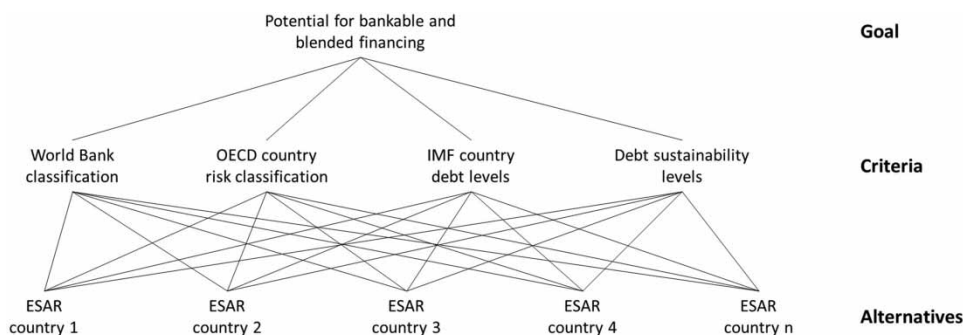 Potential for bankable and
blended financing
Goal
World Bank
classification
OECD country
risk classification
IMF country
debt levels
Debt sustainability
levels
Criteria
ESAR
country 1
ESAR
country 2
ESAR
country 3
ESAR
country 4
ESAR
country n
Alternatives